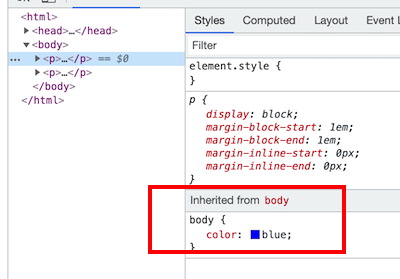 <html>
▶<head>…</head>
▼<body>
… ▶<p>…</p> == $0
▶<p>…</p>
</body>
</html>
Styles Computed Layout Event L
Filter
element.style {
}
p {
display: block;
margin-block-start: 1em;
margin-block-end: 1em;
margin-inline-start: 0px;
margin-inline-end: 0px;
}
Inherited from body
body {
color: blue;
}